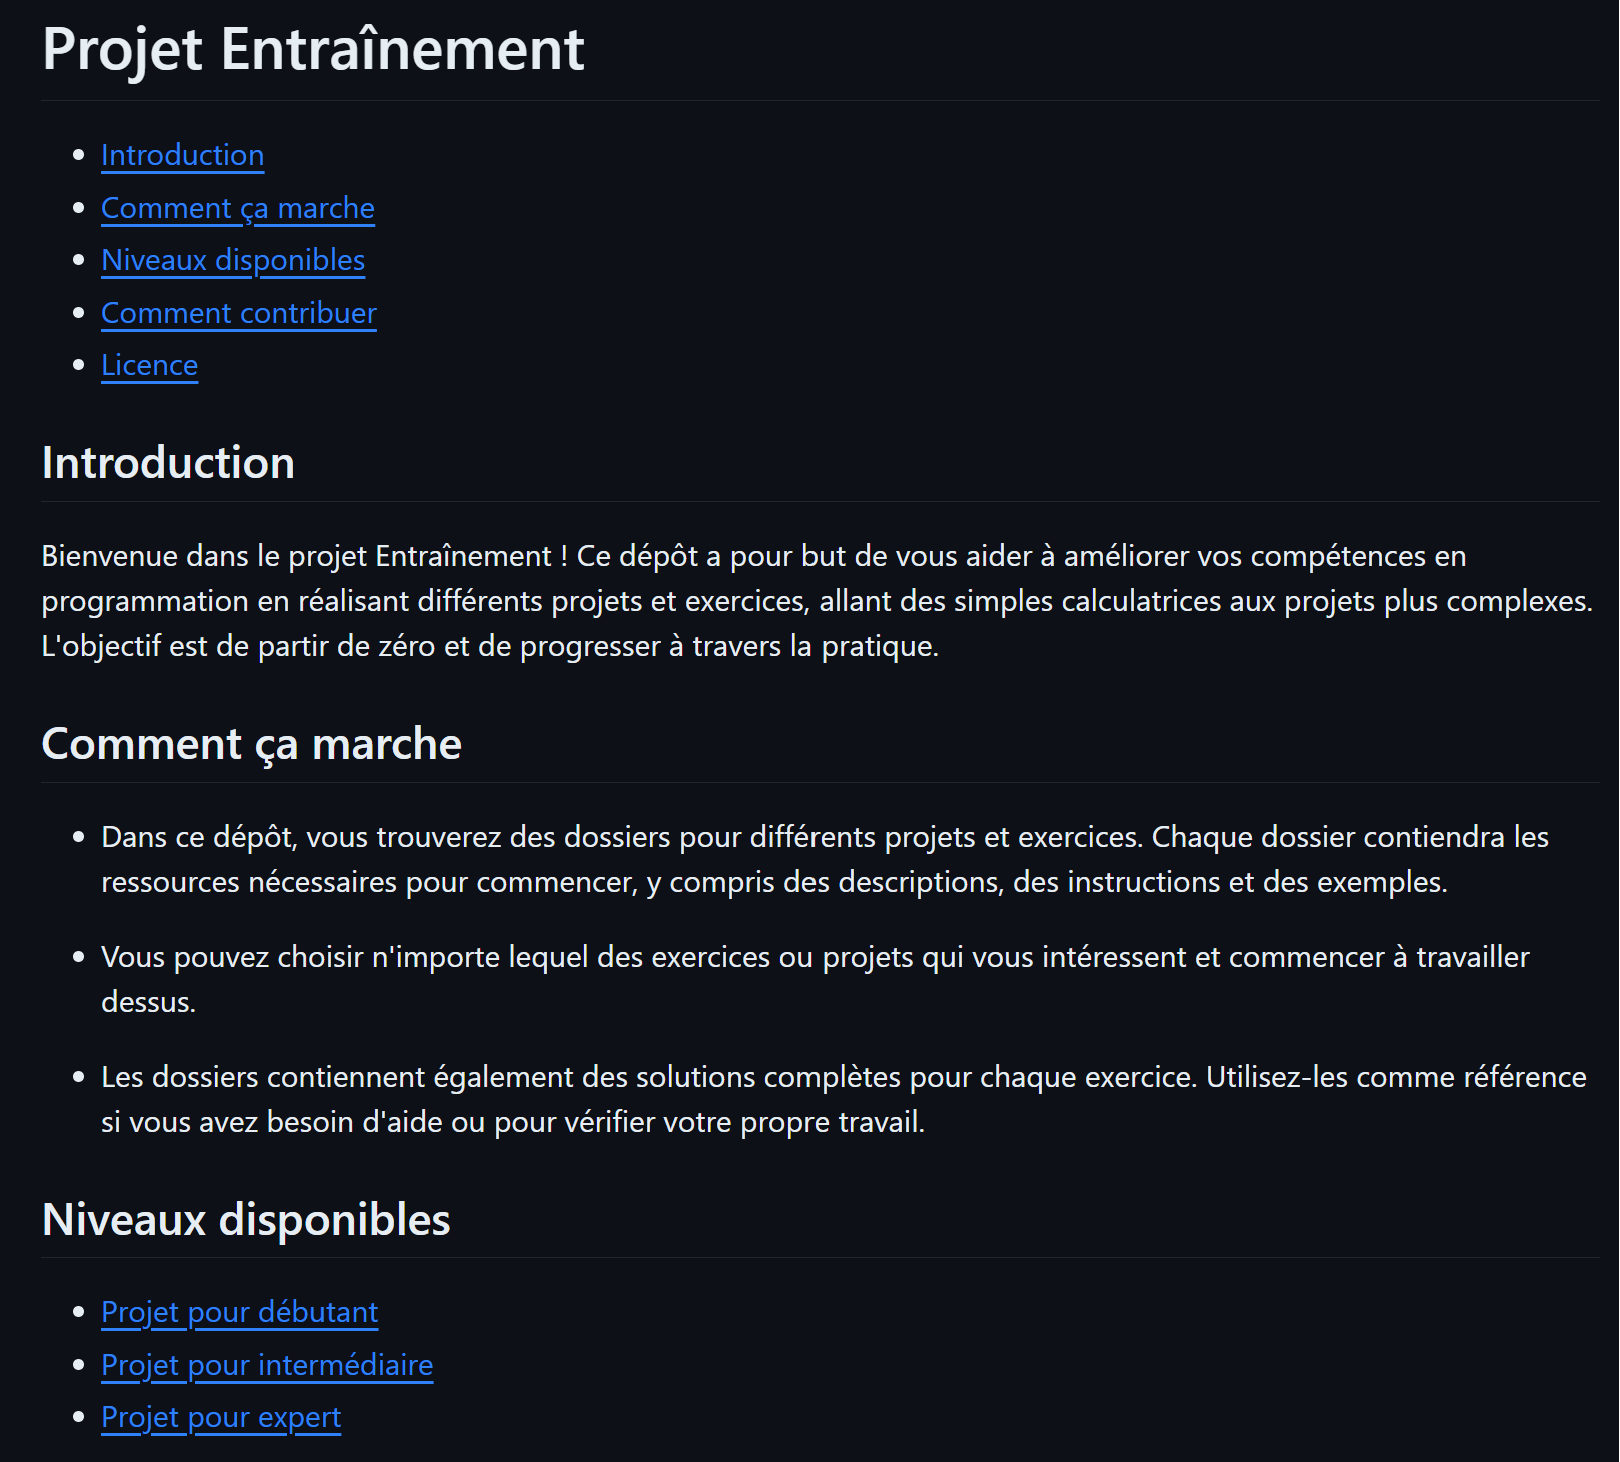 Projet Entraînement
Introduction
Comment ça marche
Niveaux disponibles
Comment contribuer
Licence
Introduction
Bienvenue dans le projet Entraînement ! Ce dépôt a pour but de vous aider à améliorer vos compétences en
programmation en réalisant différents projets et exercices, allant des simples calculatrices aux projets plus complexes.
L'objectif est de partir de zéro et de progresser à travers la pratique.
Comment ça marche
Dans ce dépôt, vous trouverez des dossiers pour différents projets et exercices. Chaque dossier contiendra les
ressources nécessaires pour commencer, y compris des descriptions, des instructions et des exemples.
Vous pouvez choisir n'importe lequel des exercices ou projets qui vous intéressent et commencer à travailler
dessus.
Les dossiers contiennent également des solutions complètes pour chaque exercice. Utilisez-les comme référence
si vous avez besoin d'aide ou pour vérifier votre propre travail.
Niveaux disponibles
Projet pour débutant
Projet pour intermédiaire
Projet pour expert